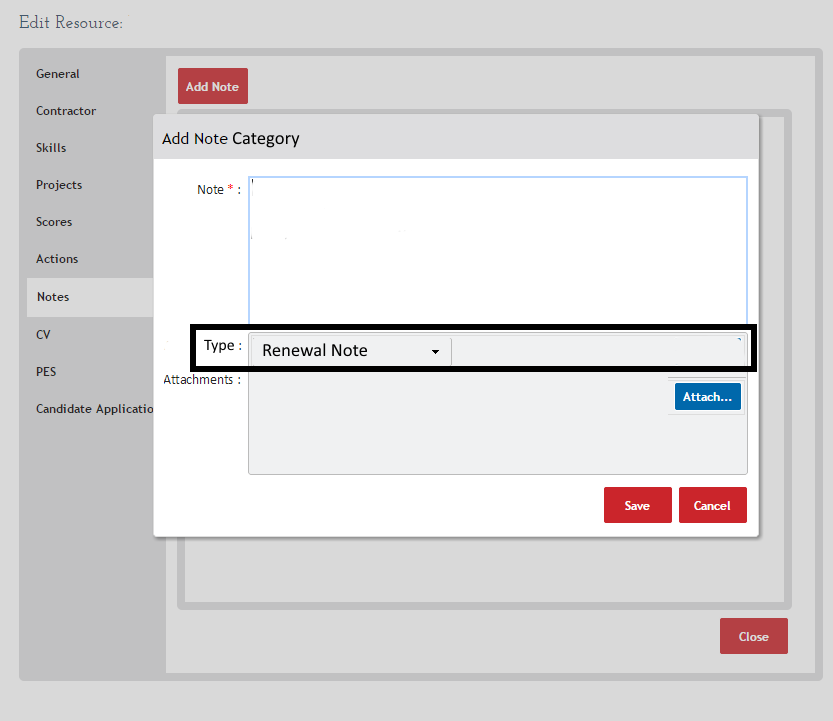 Edit Resource:
General
Contractor
Skills
Projects
Scores
Actions
Notes
CV
PES
Candidate Applicatio
Add Note
Add Note Category
Note * :
Type :
Renewal Note
Attachments :
Attach...
Save
Cancel
Close